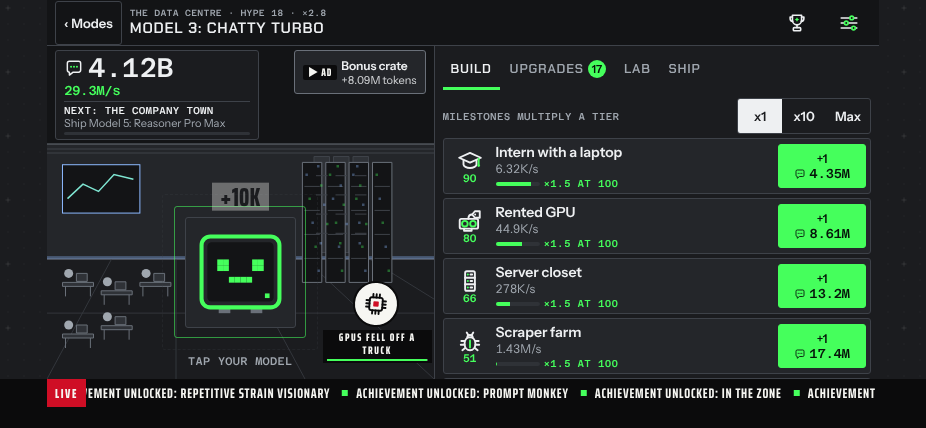 ‹ Modes
THE DATA CENTRE · HYPE 18 · ×2.8
MODEL 3: CHATTY TURBO
4.12B
29.3M/s
NEXT: THE COMPANY TOWN
Ship Model 5: Reasoner Pro Max
▶ AD
Bonus crate
+8.09M tokens
BUILD
UPGRADES 17
LAB
SHIP
MILESTONES MULTIPLY A TIER
x1
x10
Max
Intern with a laptop
6.32K/s
90
×1.5 AT 100
+1
4.35M
Rented GPU
44.9K/s
80
×1.5 AT 100
+1
8.61M
Server closet
278K/s
66
×1.5 AT 100
+1
13.2M
Scraper farm
1.43M/s
51
×1.5 AT 100
+1
17.4M
+10K
GPUS FELL OFF A
TRUCK
TAP YOUR MODEL
LIVE
VEMENT UNLOCKED: REPETITIVE STRAIN VISIONARY ■ ACHIEVEMENT UNLOCKED: PROMPT MONKEY ■ ACHIEVEMENT UNLOCKED: IN THE ZONE ■ ACHIEVEMENT